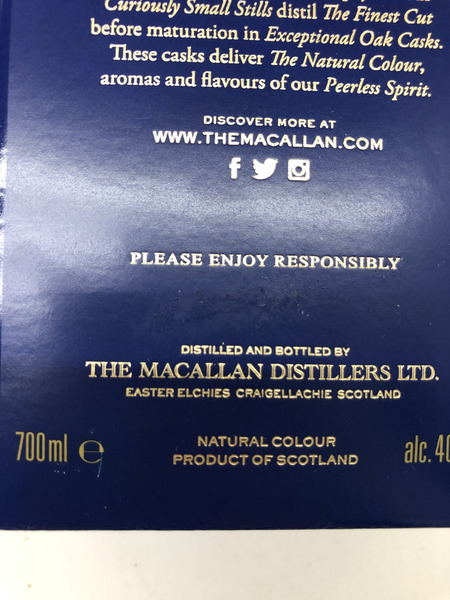 Curiously Small Stills distil The Finest Cut
before maturation in Exceptional Oak Casks.
These casks deliver The Natural Colour,
aromas and flavours of our Peerless Spirit.
DISCOVER MORE AT
WWW.THEMACALLAN.COM
PLEASE ENJOY RESPONSIBLY
DISTILLED AND BOTTLED BY
THE MACALLAN DISTILLERS LTD.
EASTER ELCHIES CRAIGELLACHIE SCOTLAND
700ml e NATURAL COLOUR alc. 40
PRODUCT OF SCOTLAND